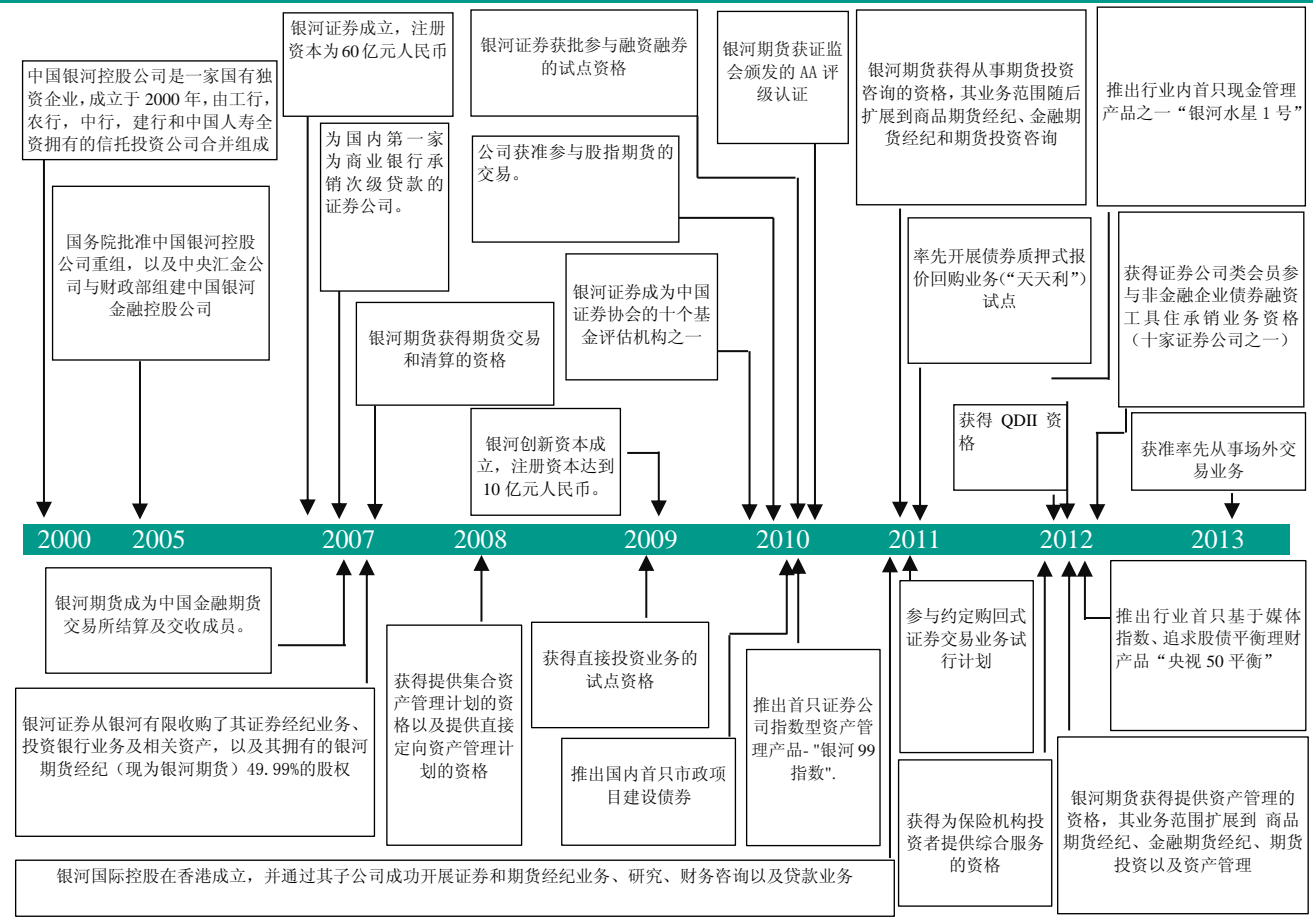 中国银河控股公司是一家国有独
资企业，成立于 2000 年，由工行，
农行，中行，建行和中国人寿全
资拥有的信托投资公司合并组成
国务院批准中国银河控股
公司重组，以及中央汇金公
司与财政部组建中国银河
金融控股公司
银河证券成立，注册
资本为 60 亿元人民币
为国内第一家
为商业银行承
销次级贷款的
证券公司。
银河期货获得期货交易
和清算的资格
银河证券获批参与融资融券
的试点资格
公司获准参与股指期货的
交易。
银河证券成为中国
证券协会的十个基
金评估机构之一
银河创新资本成
立，注册资本达到
10 亿元人民币。
银河期货获证监
会颁发的 AA 评
级认证
银河期货获得从事期货投资
咨询的资格，其业务范围随后
扩展到商品期货经纪、金融期
货经纪和期货投资咨询
率先开展债券质押式报
价回购业务(“天天利”)
试点
推出行业内首只现金管理
产品之一“银河水星 1 号”
获得证券公司类会员参
与非金融企业债券融资
工具住承销业务资格
（十家证券公司之一）
获得 QDII 资
格
获准率先从事场外交
易业务
2000 2005 2007 2008 2009 2010 2011 2012 2013
银河期货成为中国金融期货
交易所结算及交收成员。
银河证券从银河有限收购了其证券经纪业务、
投资银行业务及相关资产，以及其拥有的银河
期货经纪（现为银河期货）49.99%的股权
获得提供集合资
产管理计划的资
格以及提供直接
定向资产管理计
划的资格
获得直接投资业务的
试点资格
推出国内首只市政项
目建设债券
推出首只证券公
司指数型资产管
理产品- "银河 99
指数".
参与约定购回式
证券交易业务试
行计划
获得为保险机构投
资者提供综合服务
的资格
推出行业首只基于媒体
指数、追求股债平衡理财
产品“央视 50 平衡”
银河期货获得提供资产管理的
资格，其业务范围扩展到 商品
期货经纪、金融期货经纪、期货
投资以及资产管理
银河国际控股在香港成立，并通过其子公司成功开展证券和期货经纪业务、研究、财务咨询以及贷款业务